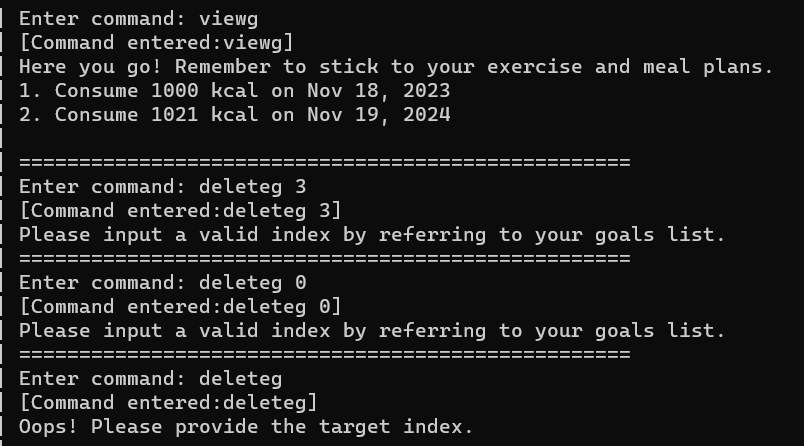 Enter command: viewg
[Command entered:viewg]
Here you go! Remember to stick to your exercise and meal plans.
1. Consume 1000 kcal on Nov 18, 2023
2. Consume 1021 kcal on Nov 19, 2024
===================================================
Enter command: deleteg 3
[Command entered:deleteg 3]
Please input a valid index by referring to your goals list.
===================================================
Enter command: deleteg 0
[Command entered:deleteg 0]
Please input a valid index by referring to your goals list.
===================================================
Enter command: deleteg
[Command entered:deleteg]
Oops! Please provide the target index.